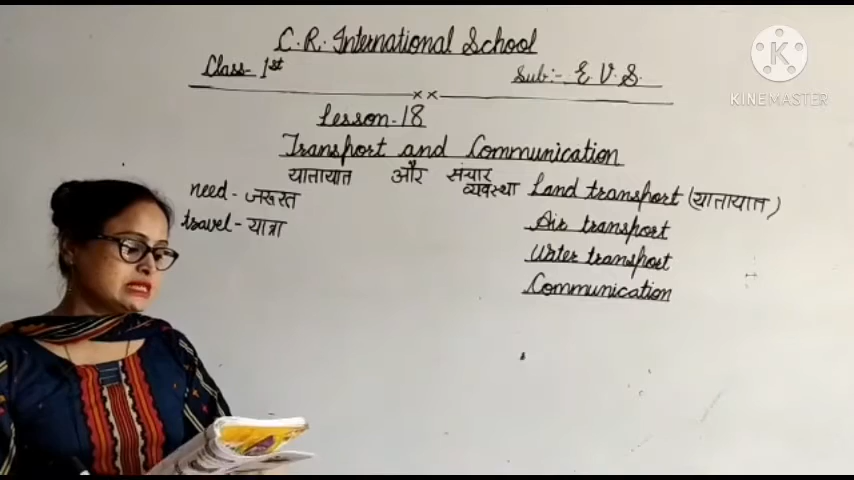 C.R. International School
Class- 1st
Sub:- E V S.
Lesson-18
Transport and Communication
यातायात और संचार व्यवस्था
need - जरूरत
travel - यात्रा
Land transport (यातायात)
Air transport
Water transport
Communication
K
KINEMASTER